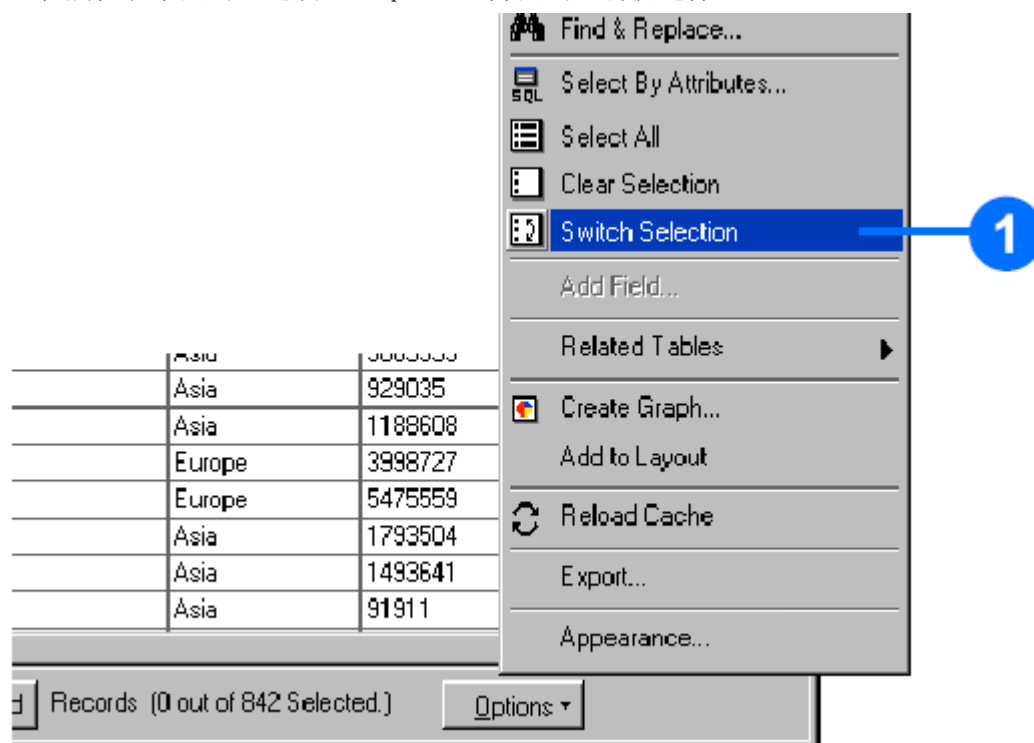 Find & Replace...
Select By Attributes...
SQL
Select All
Clear Selection
Switch Selection
1
Add Field...
Related Tables
Asia
Asia 929035
Create Graph...
Asia 1188608
Add to Layout
Europe 3998727
Europe 5475559
Reload Cache
Asia 1793504
Asia 1493641
Export...
Asia 91911
Appearance...
Records (0 out of 842 Selected.)
Options